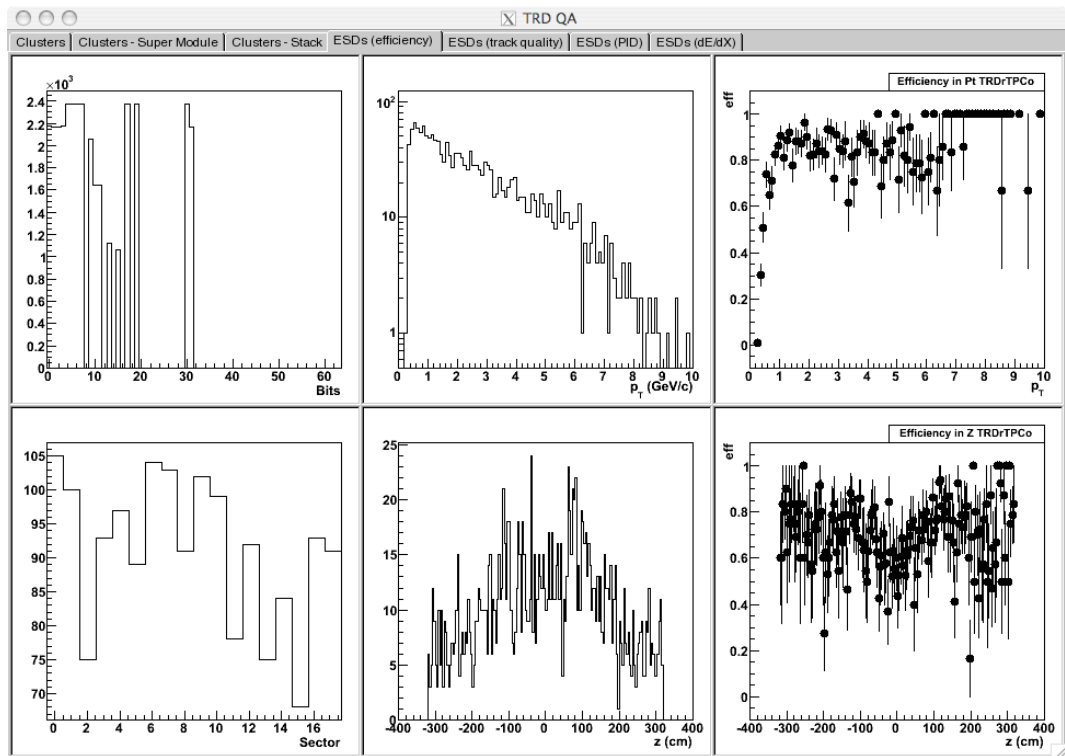 TRD QA
Clusters Clusters - Super Module Clusters - Stack ESDs (efficiency) ESDs (track quality) ESDs (PID) ESDs (dE/dX)
×10³
2.4
2.2
2
1.8
1.6
1.4
1.2
1
0.8
0.6
0.4
0.2
0
0 10 20 30 40 50 60
Bits
10²
10
1
0 1 2 3 4 5 6 7 8 9 10
p_T (GeV/c)
Efficiency in Pt TRDrTPCo
eff
1
0.8
0.6
0.4
0.2
0
0 1 2 3 4 5 6 7 8 9 10
p_T
105
100
95
90
85
80
75
70
0 2 4 6 8 10 12 14 16
Sector
25
20
15
10
5
0
-400 -300 -200 -100 0 100 200 300 400
z (cm)
Efficiency in Z TRDrTPCo
eff
1
0.8
0.6
0.4
0.2
0
-400 -300 -200 -100 0 100 200 300 400
z (cm)